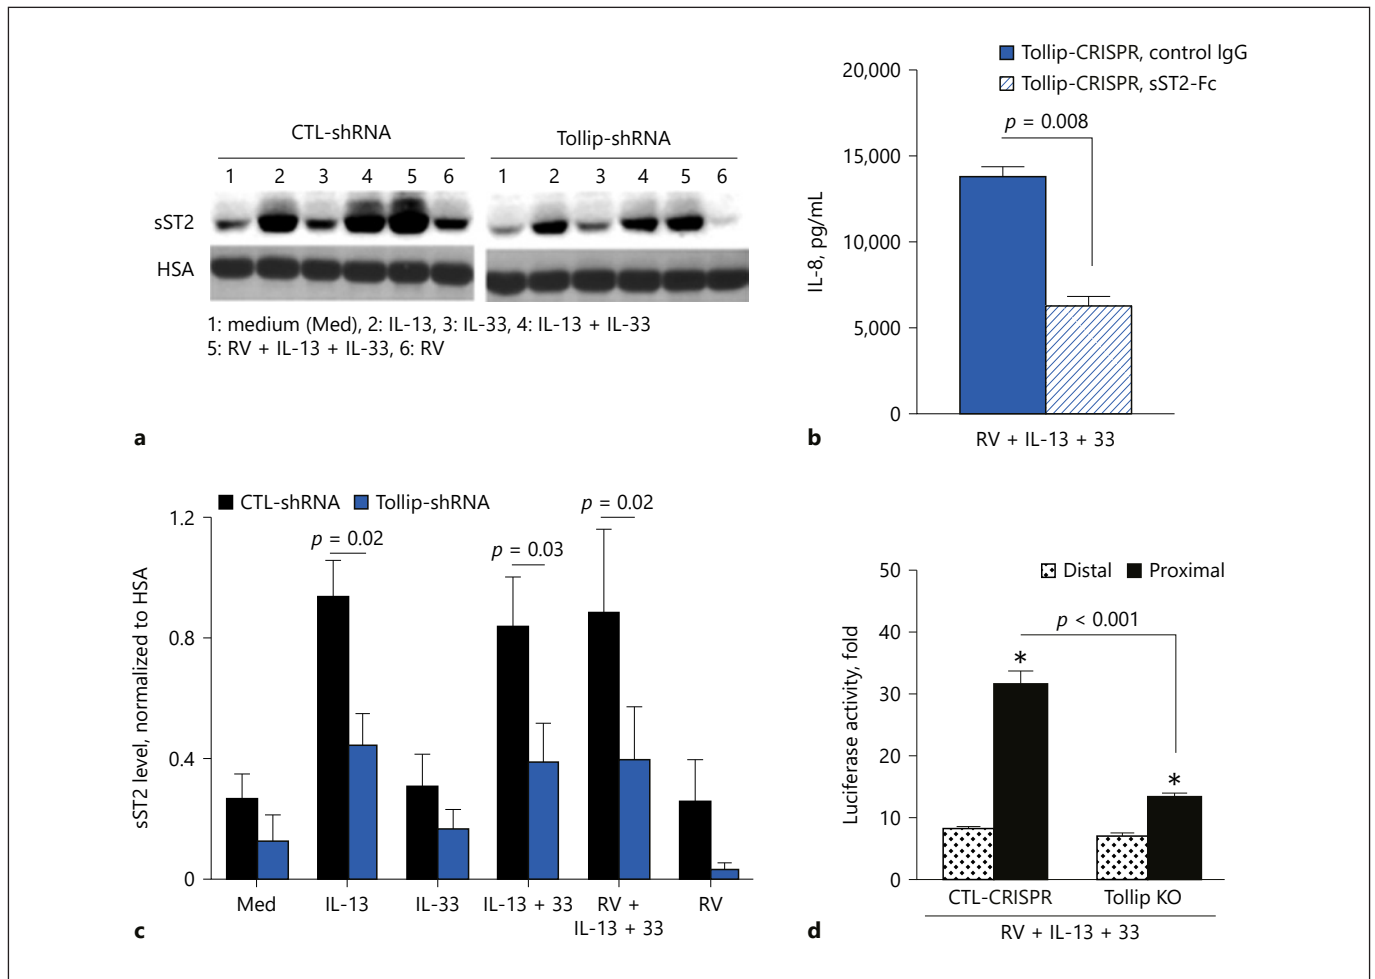 CTL-shRNA
Tollip-shRNA
1 2 3 4 5 6
1 2 3 4 5 6
sST2
HSA
1: medium (Med), 2: IL-13, 3: IL-33, 4: IL-13 + IL-33
5: RV + IL-13 + IL-33, 6: RV
a
Tollip-CRISPR, control IgG
Tollip-CRISPR, sST2-Fc
p = 0.008
20,000
15,000
10,000
5,000
0
IL-8, pg/mL
RV + IL-13 + 33
b
CTL-shRNA Tollip-shRNA
1.2
0.8
0.4
0
sST2 level, normalized to HSA
p = 0.02
p = 0.03
p = 0.02
Med IL-13 IL-33 IL-13 + 33 RV + RV
IL-13 + 33
c
Distal Proximal
50
40
30
20
10
0
Luciferase activity, fold
p < 0.001
*
*
CTL-CRISPR Tollip KO
RV + IL-13 + 33
d